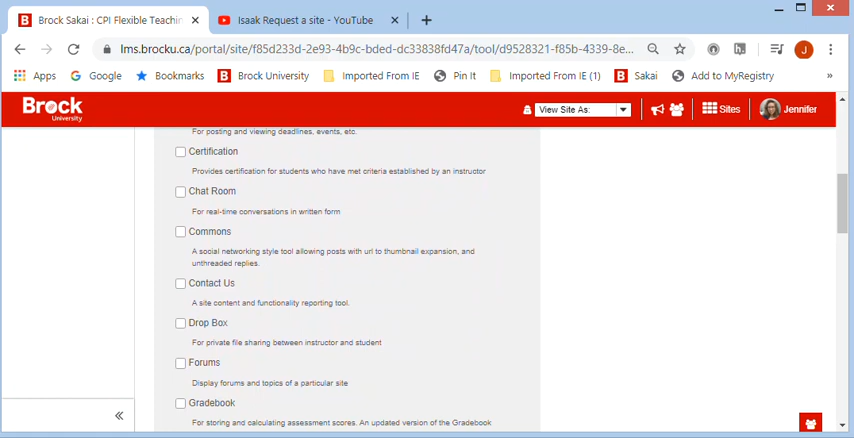 Brock Sakai : CPI Flexible Teachin
Isaak Request a site - YouTube
lms.brocku.ca/portal/site/f85d233d-2e93-4b9c-bded-dc33838fd47a/tool/d9528321-f85b-4339-8e...
J
Apps
Google
Bookmarks
Brock University
Imported From IE
Pin It
Imported From IE (1)
Sakai
Add to MyRegistry
»
Brock
University
View Site As:
Sites
Jennifer
For posting and viewing deadlines, events, etc.
Certification
Provides certification for students who have met criteria established by an instructor
Chat Room
For real-time conversations in written form
Commons
A social networking style tool allowing posts with url to thumbnail expansion, and
unthreaded replies.
Contact Us
A site content and functionality reporting tool.
Drop Box
For private file sharing between instructor and student
Forums
Display forums and topics of a particular site
Gradebook
For storing and calculating assessment scores. An updated version of the Gradebook